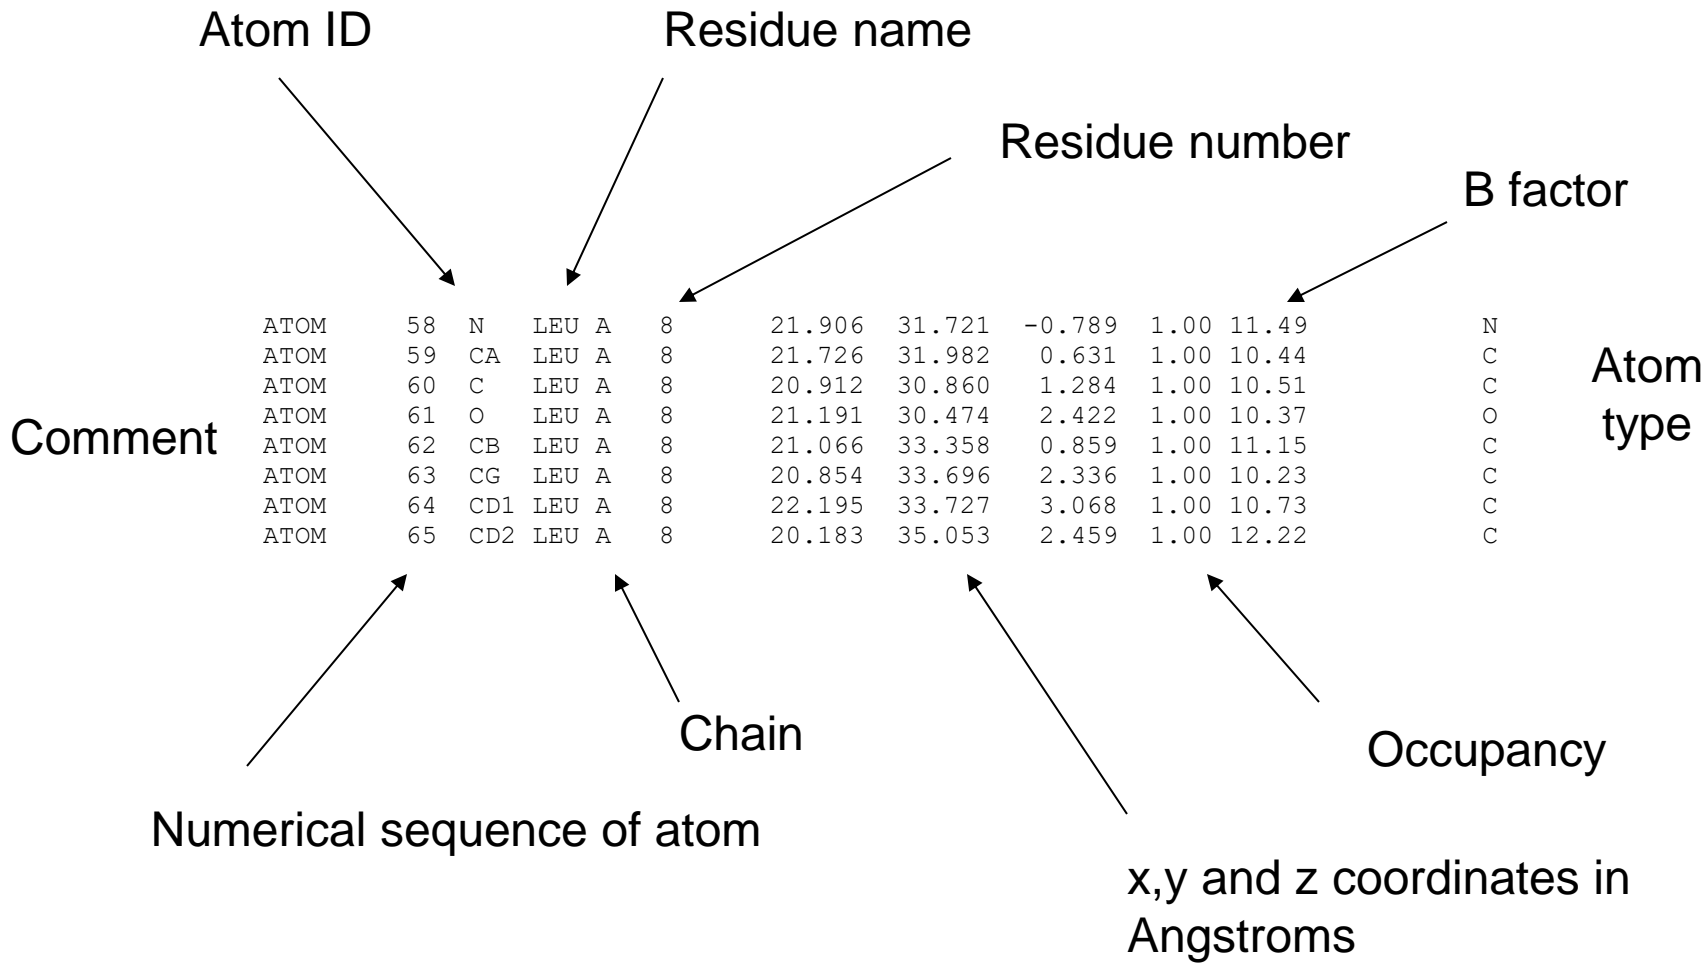 Atom ID
Residue name
Residue number
B factor
ATOM 58 N LEU A 8 21.906 31.721 -0.789 1.00 11.49 N
ATOM 59 CA LEU A 8 21.726 31.982 0.631 1.00 10.44 C
ATOM 60 C LEU A 8 20.912 30.860 1.284 1.00 10.51 C
ATOM 61 O LEU A 8 21.191 30.474 2.422 1.00 10.37 O
ATOM 62 CB LEU A 8 21.066 33.358 0.859 1.00 11.15 C
ATOM 63 CG LEU A 8 20.854 33.696 2.336 1.00 10.23 C
ATOM 64 CD1 LEU A 8 22.195 33.727 3.068 1.00 10.73 C
ATOM 65 CD2 LEU A 8 20.183 35.053 2.459 1.00 12.22 C
Comment
Atom
type
Chain
Occupancy
Numerical sequence of atom
x,y and z coordinates in
Angstroms